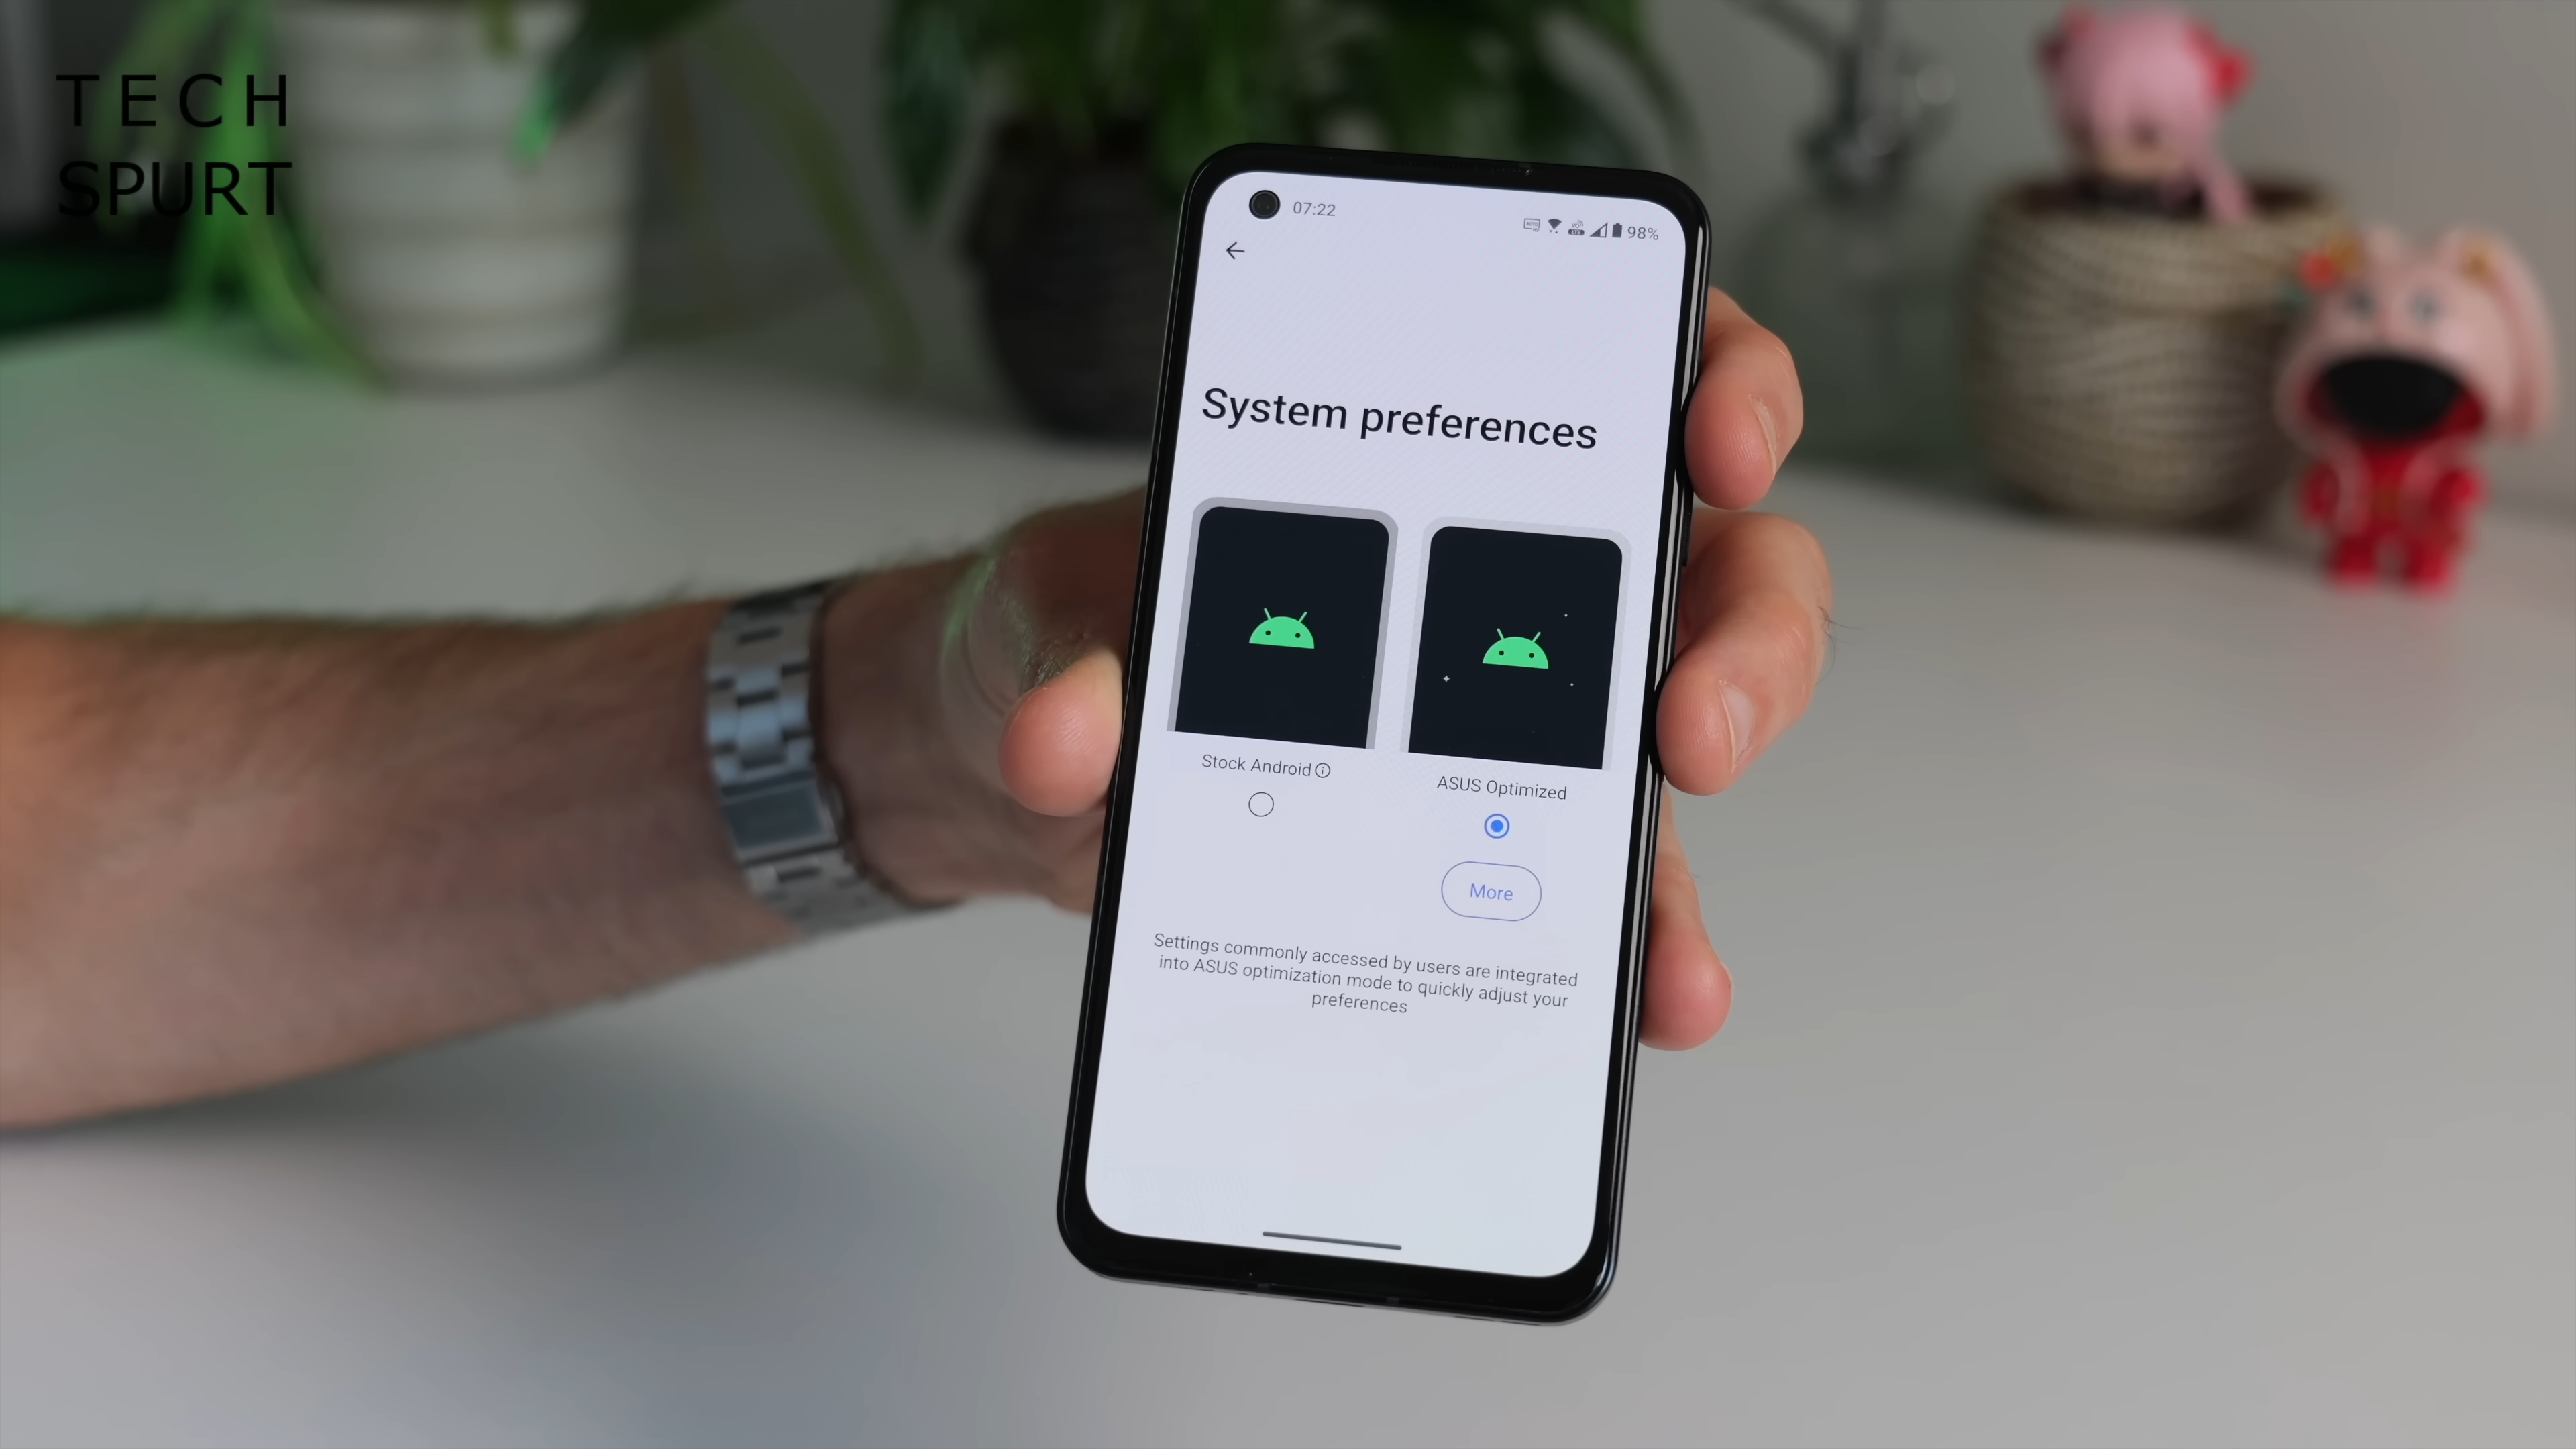 TECH
SPURT
07:22
98%
System preferences
Stock Android
ASUS Optimized
More
Settings commonly accessed by users are integrated
into ASUS optimization mode to quickly adjust your
preferences